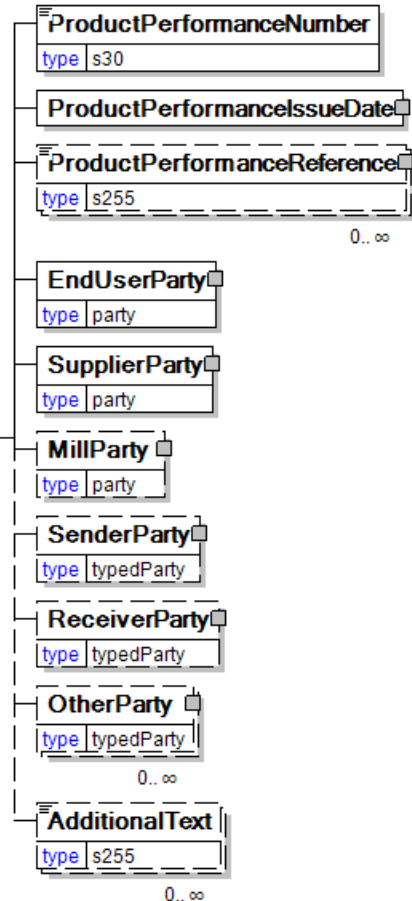 ProductPerformanceNumber
type s30
ProductPerformanceIssueDate
ProductPerformanceReference
type s255
0.. ∞
EndUserParty
type party
SupplierParty
type party
MillParty
type party
SenderParty
type typedParty
ReceiverParty
type typedParty
OtherParty
type typedParty
0.. ∞
AdditionalText
type s255
0.. ∞